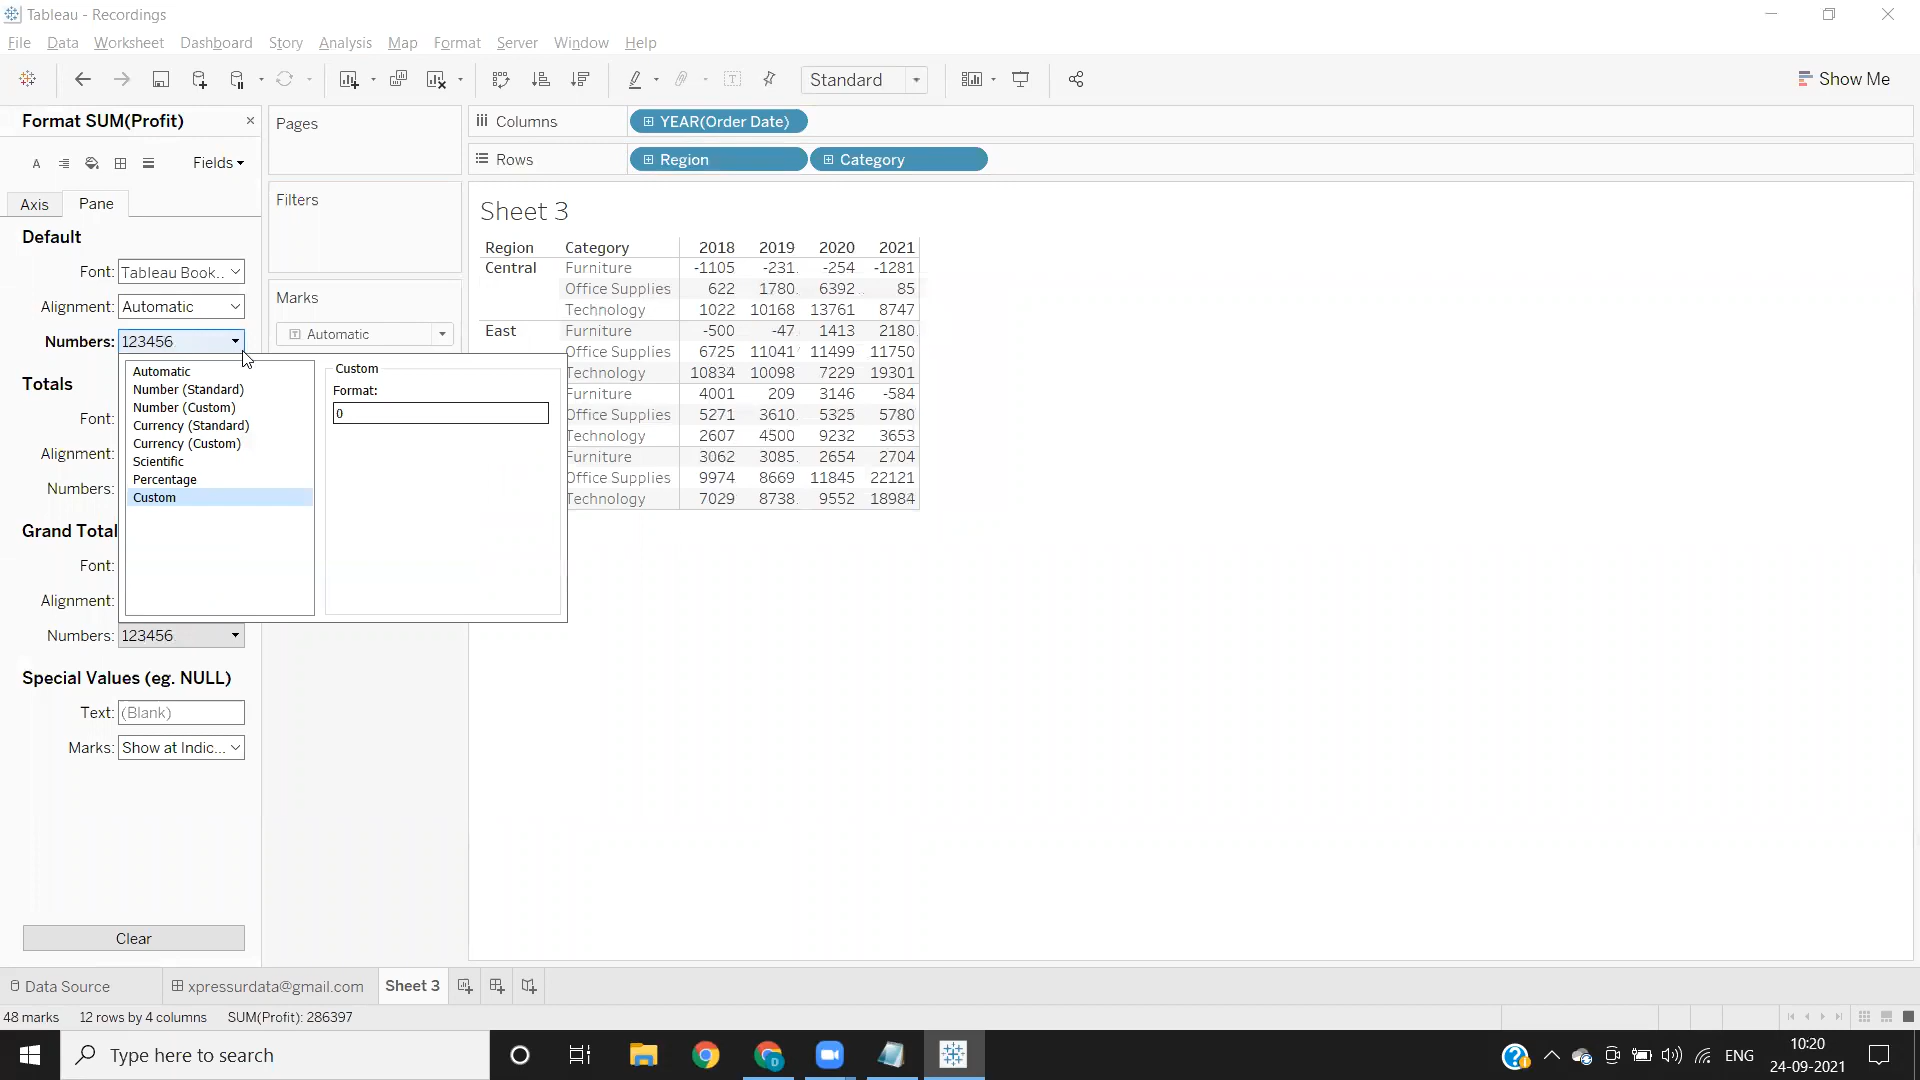 Tableau - Recordings
File Data Worksheet Dashboard Story Analysis Map Format Server Window Help
Standard
Show Me
Format SUM(Profit)
Fields
Axis Pane
Default
Font: Tableau Book..
Alignment: Automatic
Numbers: 123456
Automatic
Number (Standard)
Number (Custom)
Currency (Standard)
Currency (Custom)
Scientific
Percentage
Custom
Custom
Format:
0
Totals
Font:
Alignment:
Numbers:
Grand Total
Font:
Alignment:
Numbers: 123456
Special Values (eg. NULL)
Text: (Blank)
Marks: Show at Indic...
Clear
Pages
Filters
Marks
Automatic
Columns YEAR(Order Date)
Rows Region Category
Sheet 3
Region Category 2018 2019 2020 2021
Central Furniture -1105 -231. -254 -1281
Office Supplies 622 1780. 6392 85
Technology 1022 10168 13761 8747
East Furniture -500 -47 1413 2180
Office Supplies 6725 11041 11499 11750
Technology 10834 10098 7229 19301
Furniture 4001 209 3146 -584
Office Supplies 5271 3610. 5325 5780
Technology 2607 4500 9232 3653
Furniture 3062 3085. 2654 2704
Office Supplies 9974 8669 11845 22121
Technology 7029 8738. 9552 18984
Data Source xpressurdata@gmail.com Sheet 3
48 marks 12 rows by 4 columns SUM(Profit): 286397
Type here to search
D
ENG
10:20
24-09-2021